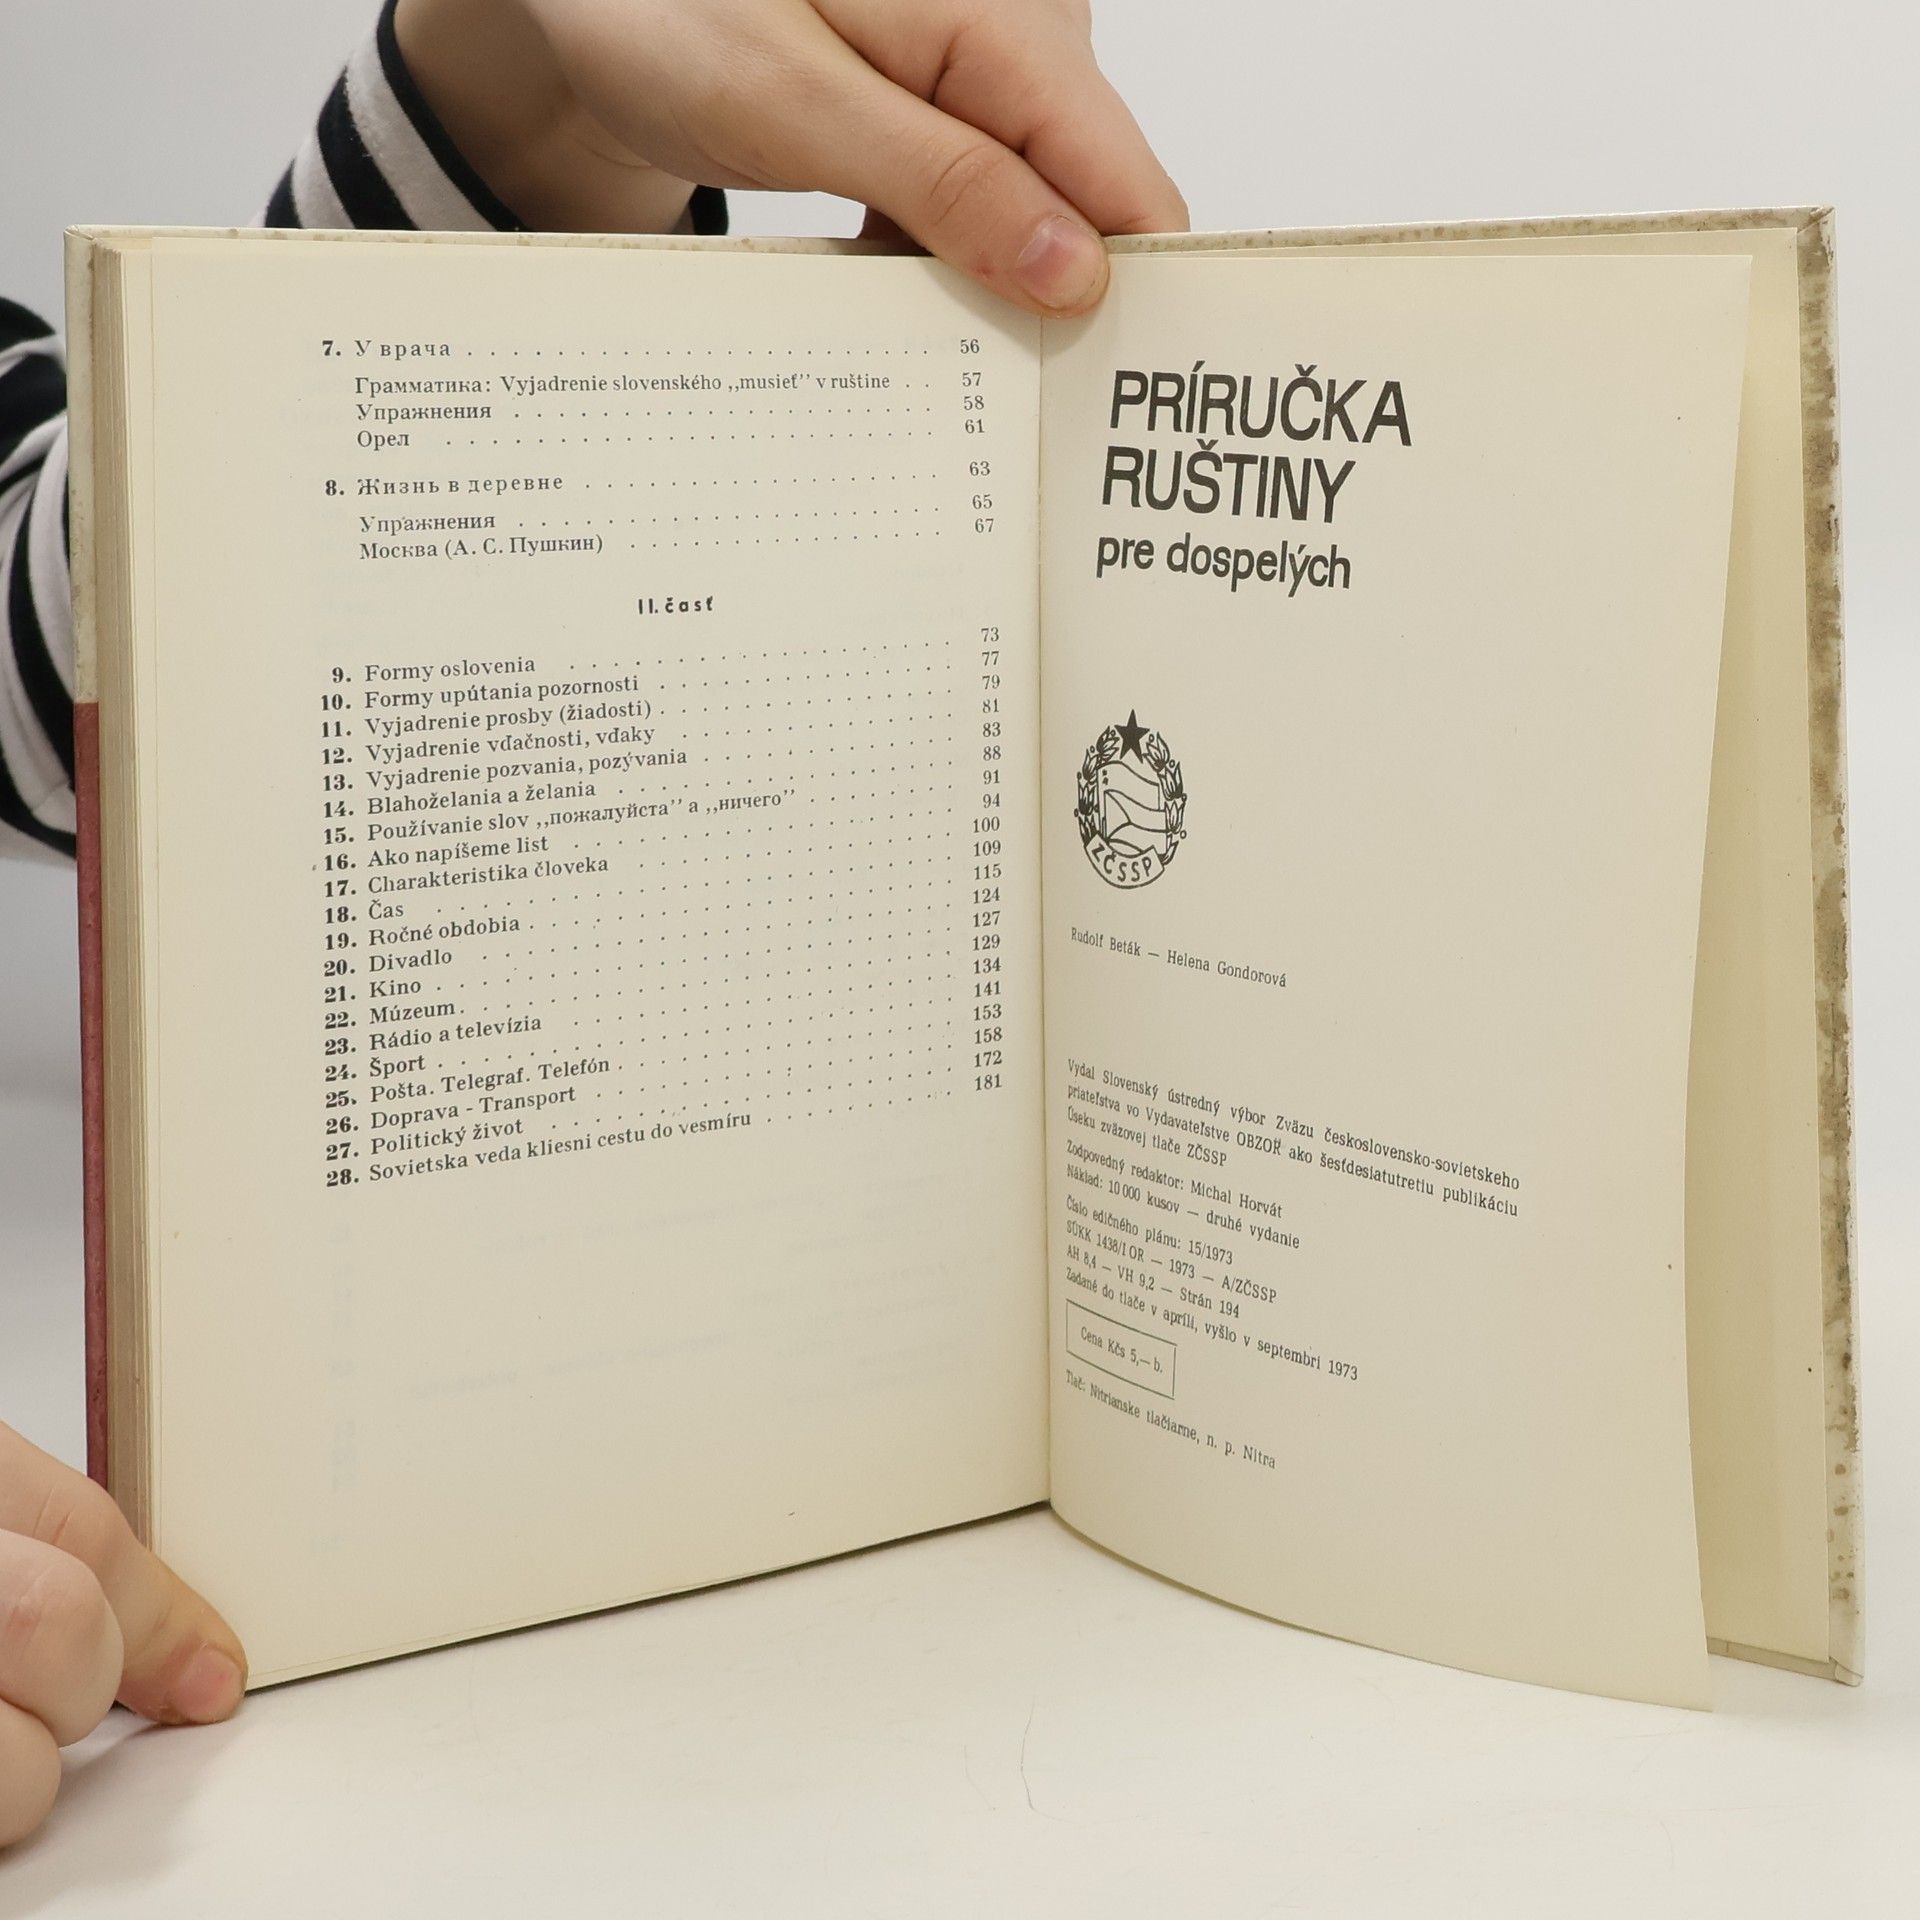 7. У врача . . . . . . . . . . . . . . . . . . . . . 56
Грамматика: Vyjadrenie slovenského ,,musieť'' v ruštine . . 57
Упражнения . . . . . . . . . . . . . . . . . . . 58
Орел . . . . . . . . . . . . . . . . . . . . . . 61
8. Жизнь в деревне . . . . . . . . . . . . . . . . 63
Упражнения . . . . . . . . . . . . . . . . . . . 65
Москва (А. С. Пушкин) . . . . . . . . . . . . . . 67
II. časť
9. Formy oslovenia . . . . . . . . . . . . . . . . . 73
10. Formy upútania pozornosti . . . . . . . . . . . . 77
11. Vyjadrenie prosby (žiadosti) . . . . . . . . . . . . 79
12. Vyjadrenie vďačnosti, vďaky . . . . . . . . . . . . 81
13. Vyjadrenie pozvania, pozývania . . . . . . . . . . 83
14. Blahoželania a želania . . . . . . . . . . . . . . 88
15. Používanie slov ,,пожалуйста'' a ,,ничего'' . . . . . . 91
16. Ako napíšeme list . . . . . . . . . . . . . . . . 94
17. Charakteristika človeka . . . . . . . . . . . . . . 100
18. Čas . . . . . . . . . . . . . . . . . . . . . . 109
19. Ročné obdobia . . . . . . . . . . . . . . . . . 115
20. Divadlo . . . . . . . . . . . . . . . . . . . . 124
21. Kino . . . . . . . . . . . . . . . . . . . . . 127
22. Múzeum . . . . . . . . . . . . . . . . . . . . 129
23. Rádio a televízia . . . . . . . . . . . . . . . . 134
24. Šport . . . . . . . . . . . . . . . . . . . . . 141
25. Pošta. Telegraf. Telefón . . . . . . . . . . . . . . 153
26. Doprava - Transport . . . . . . . . . . . . . . . 158
27. Politický život . . . . . . . . . . . . . . . . . 172
28. Sovietska veda kliesni cestu do vesmíru . . . . . . . . 181
PRÍRUČKA
RUŠTINY
pre dospelých
ZČSSP
Rudolf Beták — Helena Gondorová
Vydal Slovenský ústredný výbor Zväzu československo-sovietskeho
priateľstva vo Vydavateľstve OBZOR ako šesťdesiatutretiu publikáciu
Úseku zväzovej tlače ZČSSP
Zodpovedný redaktor: Michal Horvát
Náklad: 10 000 kusov — druhé vydanie
Číslo edičného plánu: 15/1973
SÚKK 1438/I OR — 1973 — A/ZČSSP
AH 8,4 — VH 9,2 — Strán 194
Zadané do tlače v apríli, vyšlo v septembri 1973
Cena Kčs 5,— b.
Tlač: Nitrianske tlačiarne, n. p. Nitra